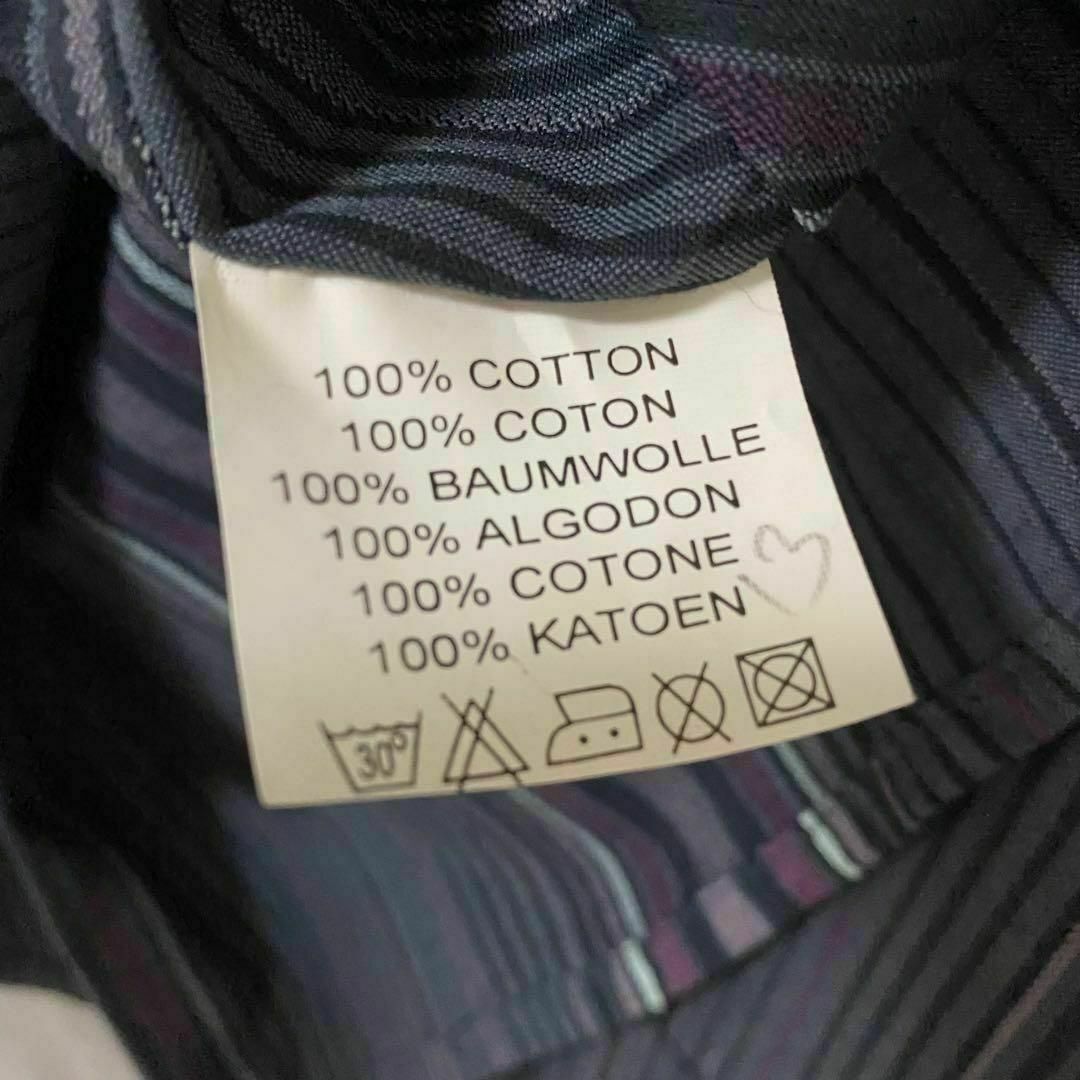 100% COTTON
100% COTON
100% BAUMWOLLE
100% ALGODON
100% COTONE
100% KATOEN
30°